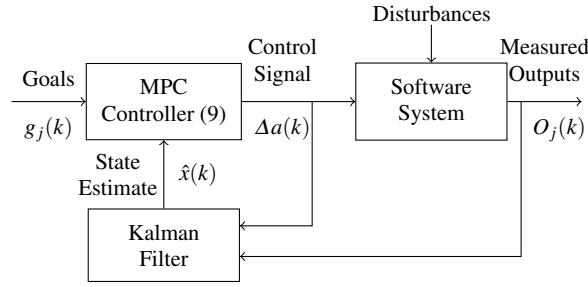 Disturbances
Goals
g_j(k)
MPC
Controller (9)
Control
Signal
Δa(k)
Software
System
Measured
Outputs
O_j(k)
State
Estimate
x̂(k)
Kalman
Filter